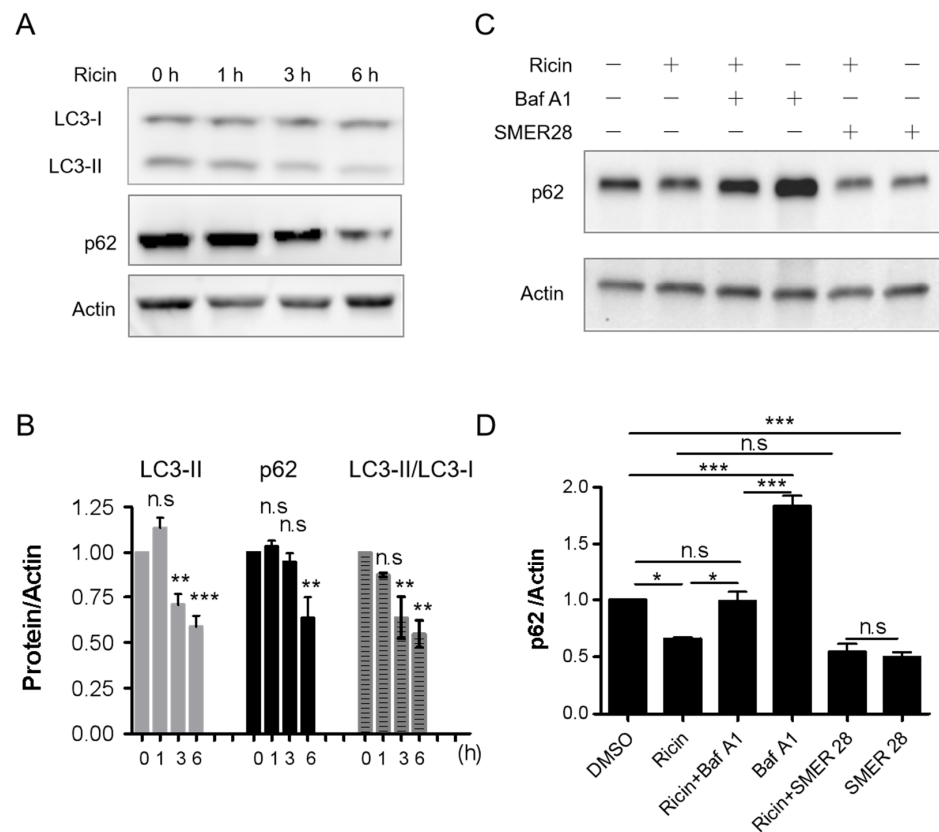 A
Ricin 0 h 1 h 3 h 6 h
LC3-I
LC3-II
p62
Actin
C
Ricin − + + − + −
Baf A1 − − + + − −
SMER28 − − − − + +
p62
Actin
B
LC3-II p62 LC3-II/LC3-I
Protein/Actin
1.25
1.00
0.75
0.50
0.25
0.00
n.s
** ***
n.s
n.s
**
n.s
**
**
0 1 3 6 0 1 3 6 0 1 3 6 (h)
D
***
n.s
***
***
n.s
* *
n.s
p62 /Actin
2.0
1.5
1.0
0.5
0.0
DMSO
Ricin
Ricin+Baf A1
Baf A1
Ricin+SMER 28
SMER 28